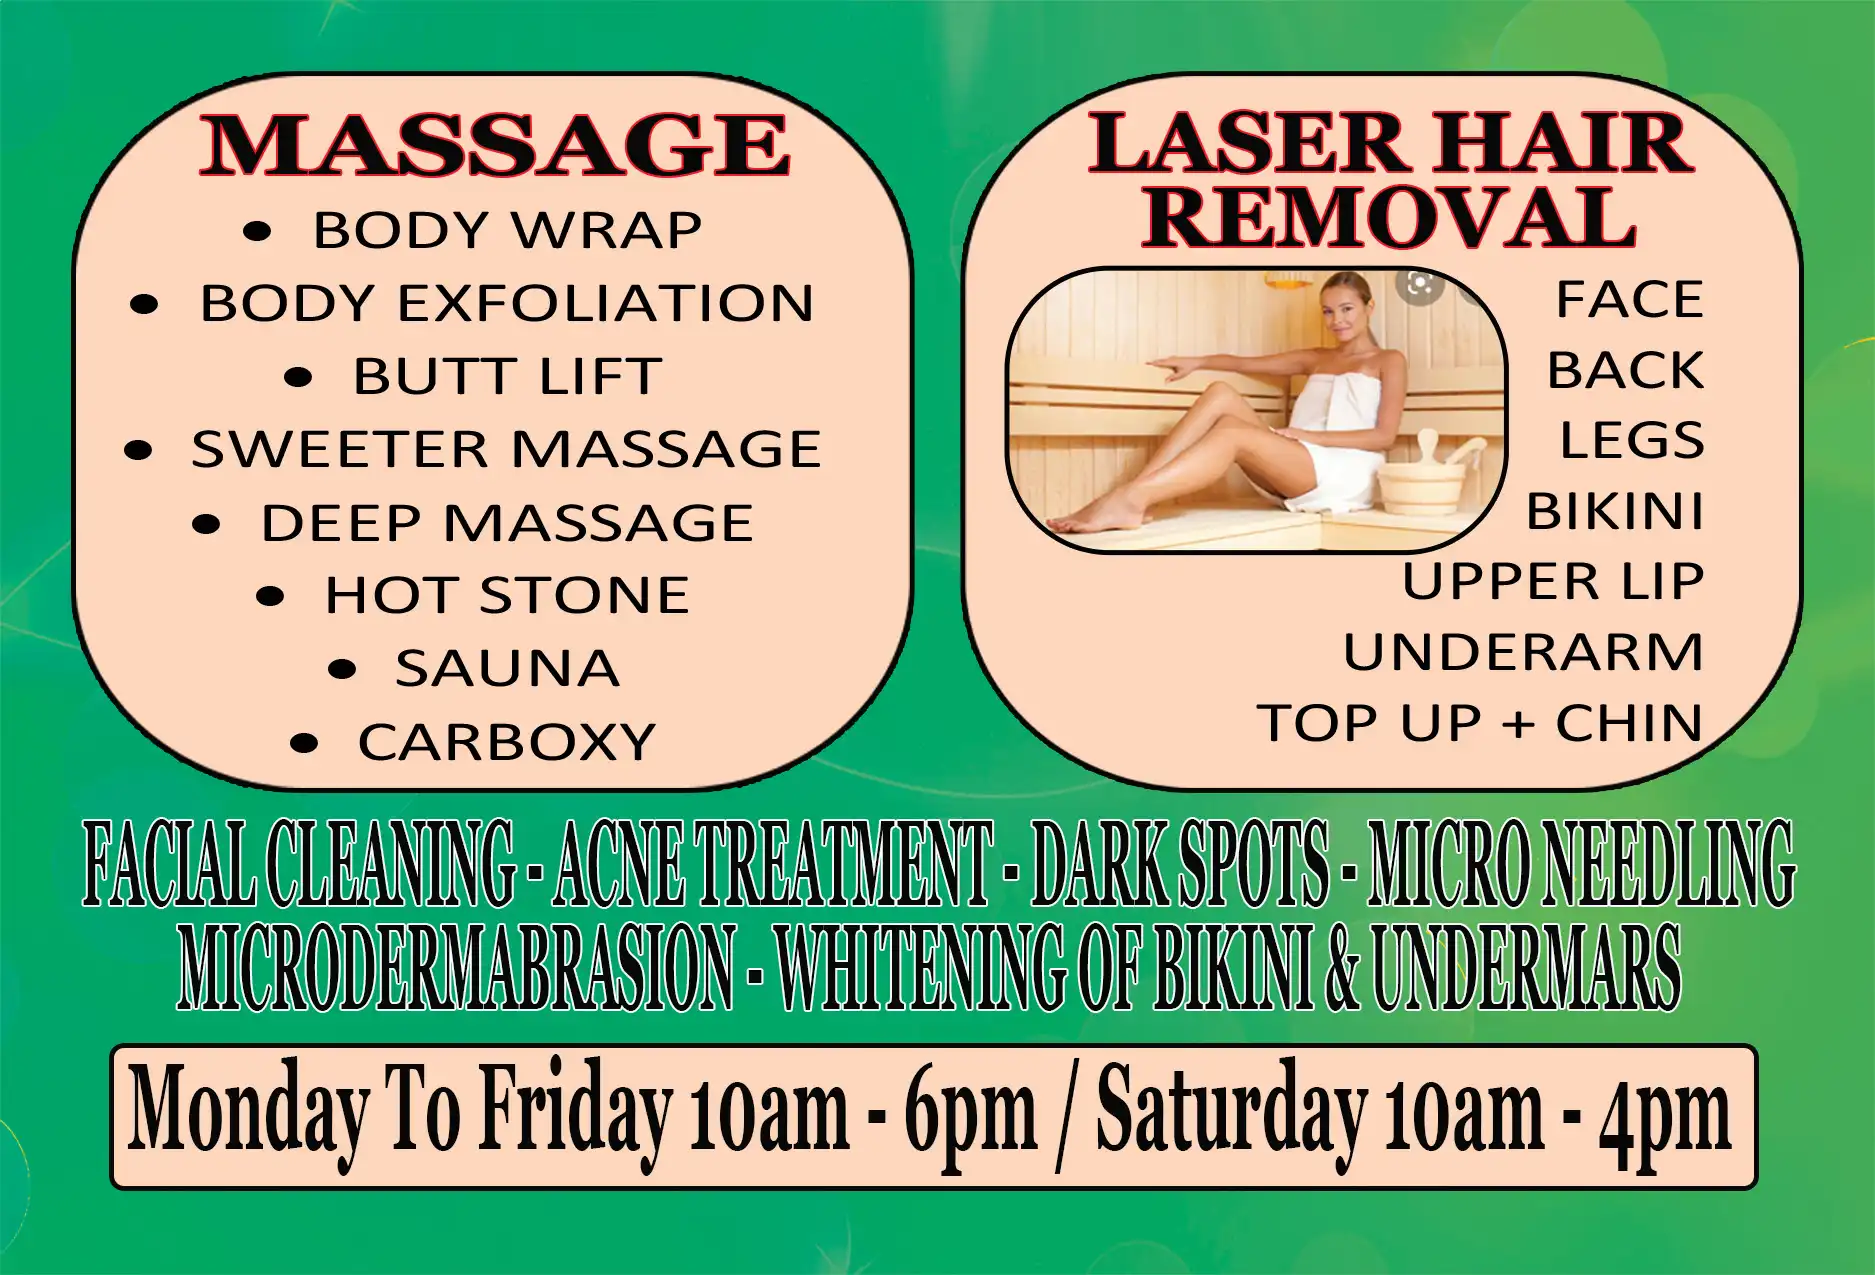 MASSAGE
• BODY WRAP
• BODY EXFOLIATION
• BUTT LIFT
• SWEETER MASSAGE
• DEEP MASSAGE
• HOT STONE
• SAUNA
• CARBOXY
LASER HAIR
REMOVAL
FACE
BACK
LEGS
BIKINI
UPPER LIP
UNDERARM
TOP UP + CHIN
FACIAL CLEANING - ACNE TREATMENT - DARK SPOTS - MICRO NEEDLING
MICRODERMABRASION - WHITENING OF BIKINI & UNDERMARS
Monday To Friday 10am - 6pm / Saturday 10am - 4pm